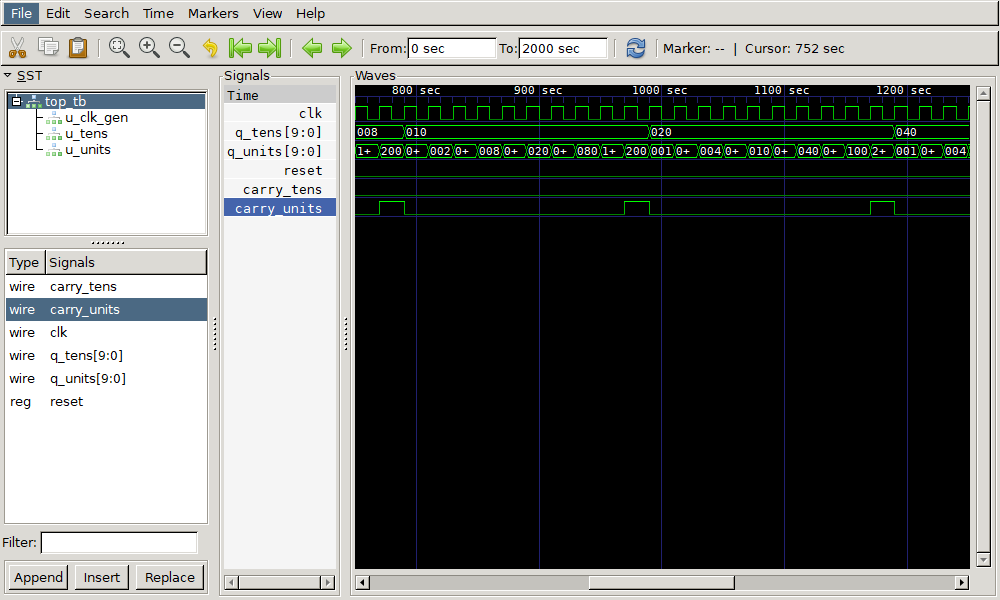 File Edit Search Time Markers View Help
From: 0 sec To: 2000 sec Marker: -- | Cursor: 752 sec
SST
top_tb
u_clk_gen
u_tens
u_units
Type Signals
wire carry_tens
wire carry_units
wire clk
wire q_tens[9:0]
wire q_units[9:0]
reg reset
Filter:
Append Insert Replace
Signals
Time
clk
q_tens[9:0]
q_units[9:0]
reset
carry_tens
carry_units
Waves
800 sec 900 sec 1000 sec 1100 sec 1200 sec
008 010 020 040
1+ 200 0+ 002 0+ 008 0+ 020 0+ 080 1+ 200 001 0+ 004 0+ 010 0+ 040 0+ 100 2+ 001 0+ 004